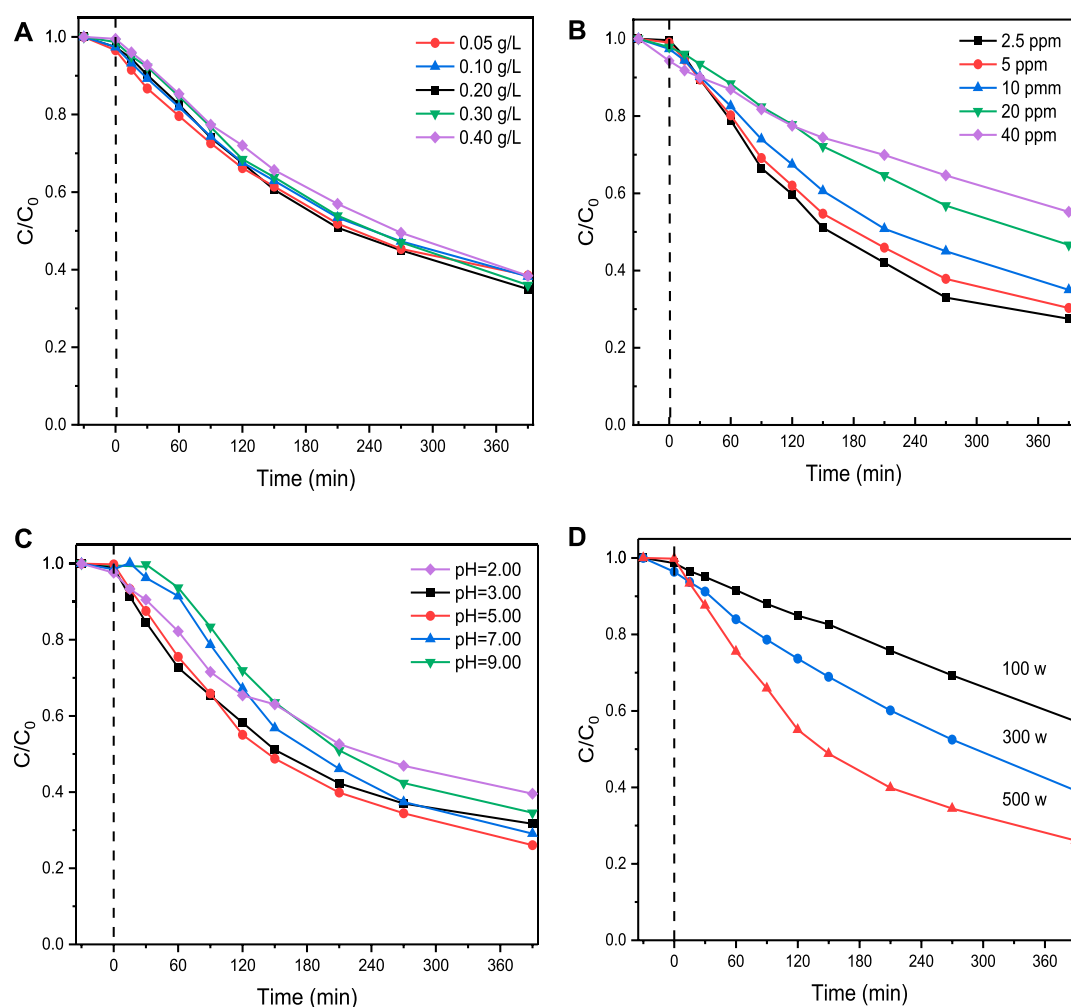 A
1.0
0.8
0.6
0.4
0.2
0.0
C/C0
0 60 120 180 240 300 360
Time (min)
0.05 g/L
0.10 g/L
0.20 g/L
0.30 g/L
0.40 g/L
B
1.0
0.8
0.6
0.4
0.2
0.0
C/C0
0 60 120 180 240 300 360
Time (min)
2.5 ppm
5 ppm
10 pmm
20 ppm
40 ppm
C
1.0
0.8
0.6
0.4
0.2
0.0
C/C0
0 60 120 180 240 300 360
Time (min)
pH=2.00
pH=3.00
pH=5.00
pH=7.00
pH=9.00
D
1.0
0.8
0.6
0.4
0.2
0.0
C/C0
0 60 120 180 240 300 360
Time (min)
100 w
300 w
500 w